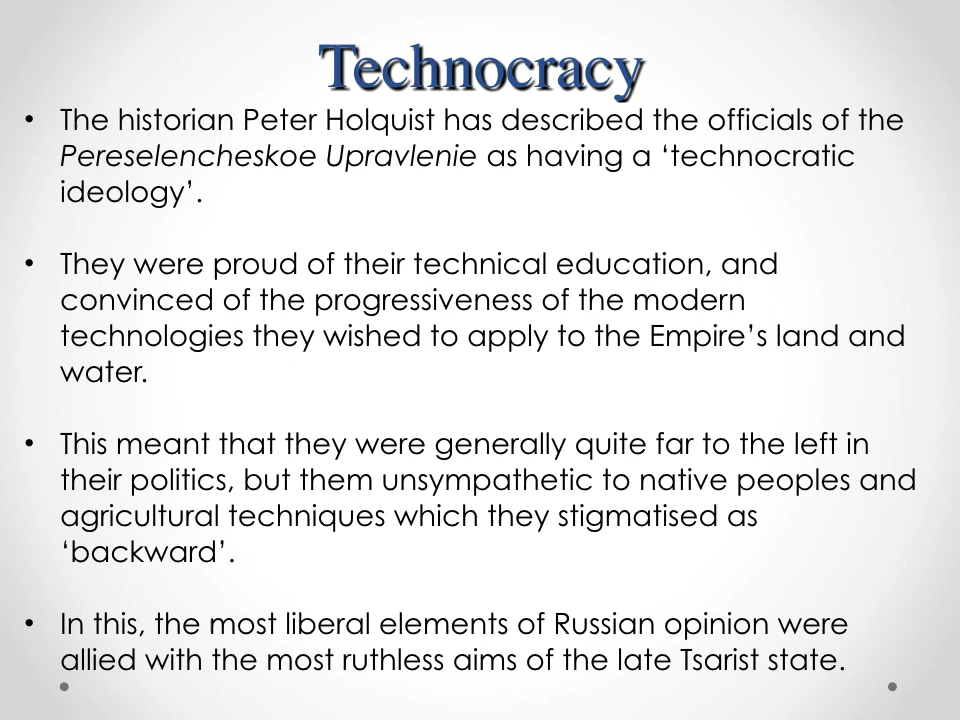 Technocracy
• The historian Peter Holquist has described the officials of the
Pereselencheskoe Upravlenie as having a ‘technocratic
ideology’.
• They were proud of their technical education, and
convinced of the progressiveness of the modern
technologies they wished to apply to the Empire’s land and
water.
• This meant that they were generally quite far to the left in
their politics, but them unsympathetic to native peoples and
agricultural techniques which they stigmatised as
‘backward’.
• In this, the most liberal elements of Russian opinion were
allied with the most ruthless aims of the late Tsarist state.